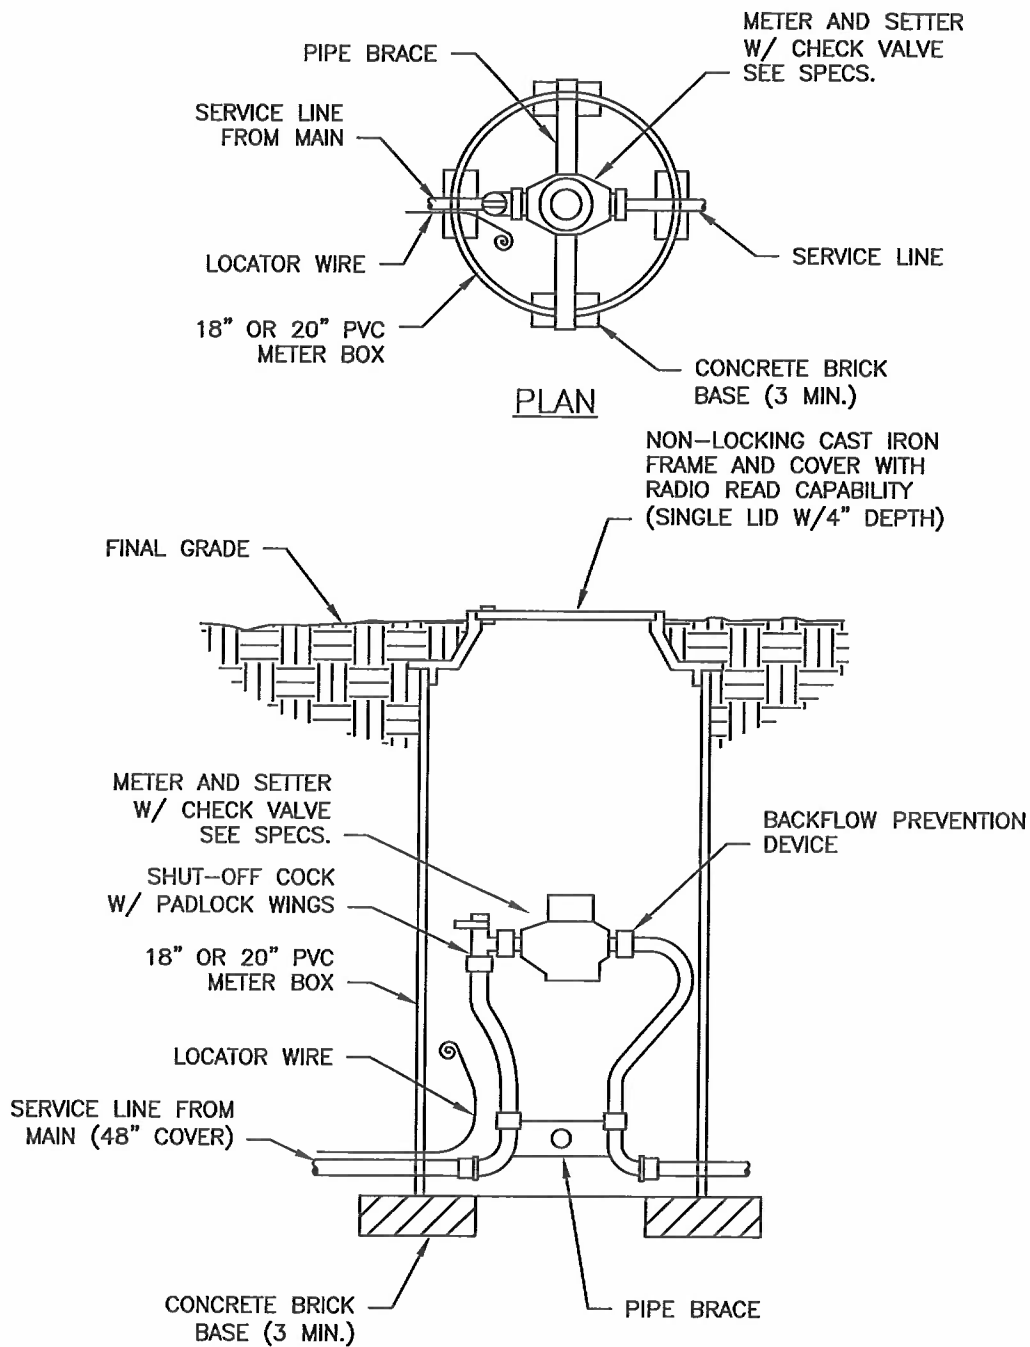 METER AND SETTER
W/ CHECK VALVE
SEE SPECS.
PIPE BRACE
SERVICE LINE
FROM MAIN
LOCATOR WIRE
SERVICE LINE
18" OR 20" PVC
METER BOX
CONCRETE BRICK
BASE (3 MIN.)
PLAN
NON-LOCKING CAST IRON
FRAME AND COVER WITH
RADIO READ CAPABILITY
(SINGLE LID W/4" DEPTH)
FINAL GRADE
METER AND SETTER
W/ CHECK VALVE
SEE SPECS.
BACKFLOW PREVENTION
DEVICE
SHUT-OFF COCK
W/ PADLOCK WINGS
18" OR 20" PVC
METER BOX
LOCATOR WIRE
SERVICE LINE FROM
MAIN (48" COVER)
CONCRETE BRICK
BASE (3 MIN.)
PIPE BRACE